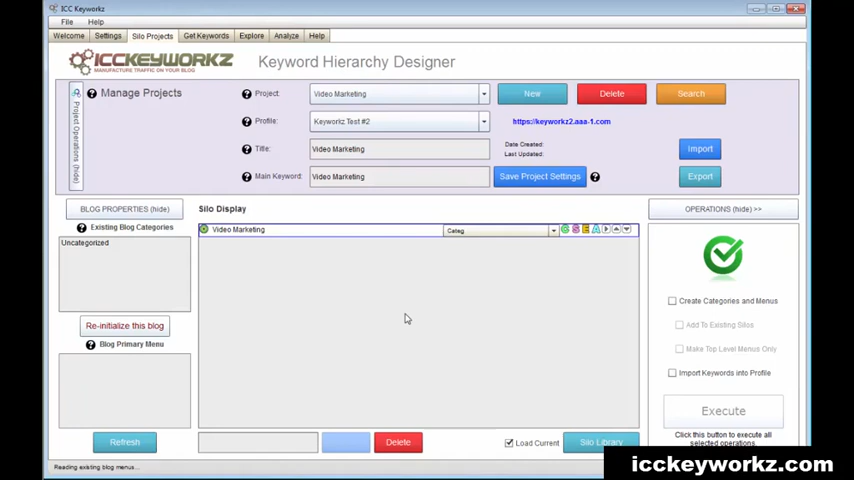 ICC Keyworkz
File Help
Welcome Settings Silo Projects Get Keywords Explore Analyze Help
ICCKEYWORKZ
MANUFACTURE TRAFFIC ON YOUR BLOG
Keyword Hierarchy Designer
Project Operations (hide)
? Manage Projects
? Project: Video Marketing New Delete Search
? Profile: Keyworkz Test #2 https://keyworkz2.aaa-1.com
? Title: Video Marketing Date Created: Import
Last Updated:
? Main Keyword: Video Marketing Save Project Settings ? Export
BLOG PROPERTIES (hide) Silo Display OPERATIONS (hide) >>
? Existing Blog Categories
Video Marketing Categ C S E A
Uncategorized
Create Categories and Menus
Add To Existing Silos
Re-initialize this blog
? Blog Primary Menu
Make Top Level Menus Only
Import Keywords into Profile
Execute
Refresh Delete Load Current Silo Library
Click this button to execute all
selected operations.
Reading existing blog menus...
icckeyworkz.com